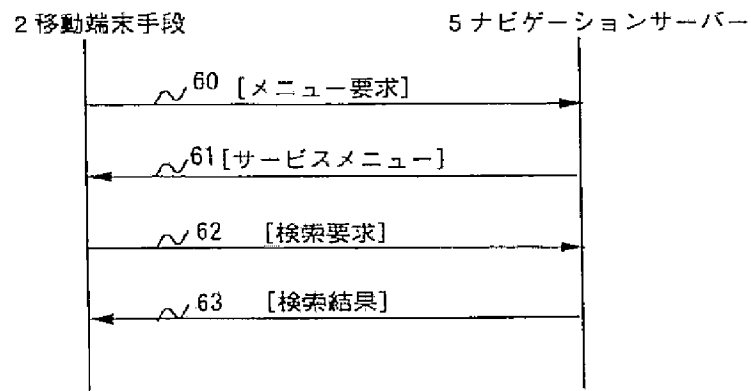 2 移動端末手段
5 ナビゲーションサーバー
60 [メニュー要求]
61 [サービスメニュー]
62 [検索要求]
63 [検索結果]